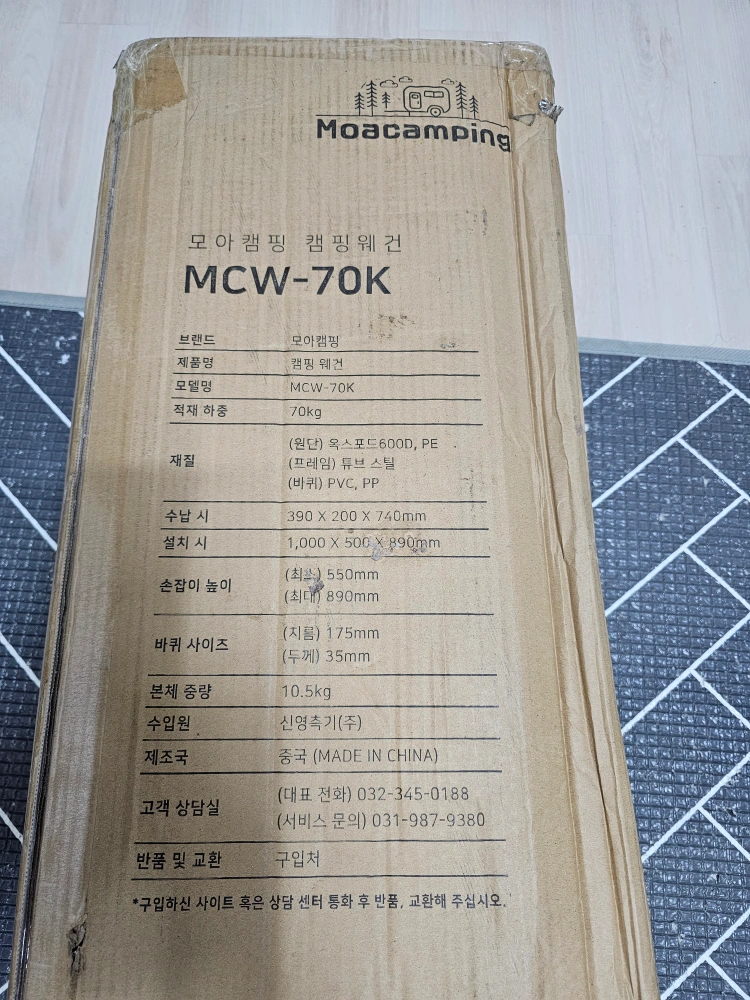 Moacamping
모아캠핑 캠핑웨건
MCW-70K
브랜드 모아캠핑
제품명 캠핑 웨건
모델명 MCW-70K
적재 하중 70kg
재질 (원단) 옥스포드600D, PE
(프레임) 튜브 스틸
(바퀴) PVC, PP
수납 시 390 X 200 X 740mm
설치 시 1,000 X 500 X 890mm
손잡이 높이 (최소) 550mm
(최대) 890mm
바퀴 사이즈 (지름) 175mm
(두께) 35mm
본체 중량 10.5kg
수입원 신영측기(주)
제조국 중국 (MADE IN CHINA)
고객 상담실 (대표 전화) 032-345-0188
(서비스 문의) 031-987-9380
반품 및 교환 구입처
*구입하신 사이트 혹은 상담 센터 통화 후 반품, 교환해 주십시오.